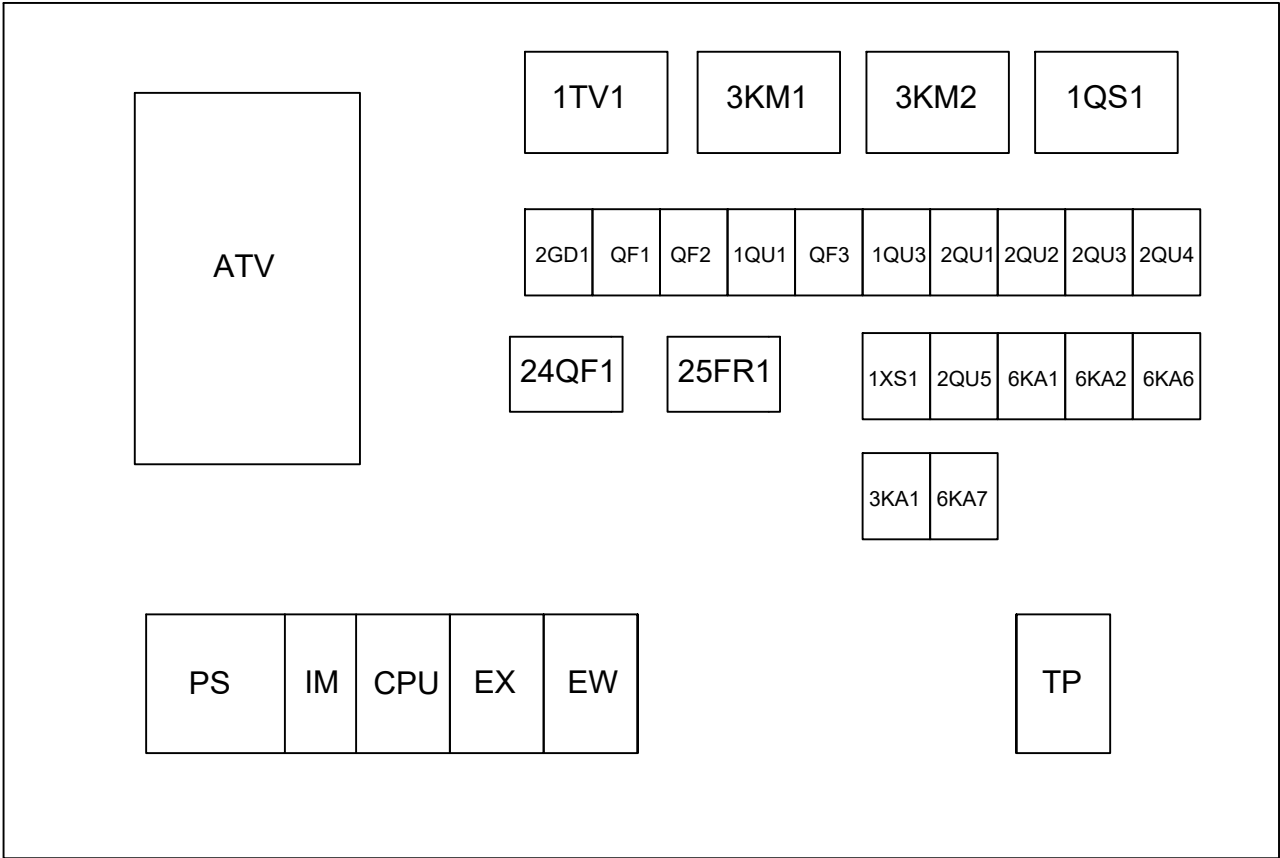 1TV1 3KM1 3KM2 1QS1
ATV
2GD1 QF1 QF2 1QU1 QF3 1QU3 2QU1 2QU2 2QU3 2QU4
24QF1 25FR1
1XS1 2QU5 6KA1 6KA2 6KA6
3KA1 6KA7
PS IM CPU EX EW TP